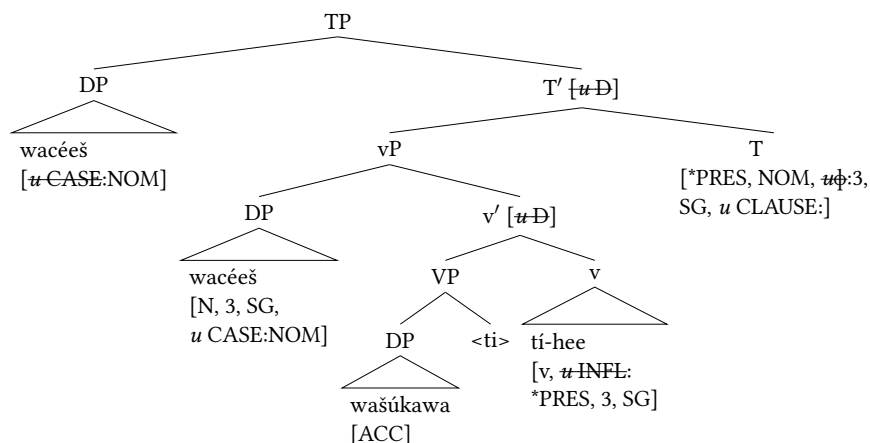 TP
DP
T′ [u D]
wacéeš
[u CASE:NOM]
vP
T
[*PRES, NOM, uϕ:3,
SG, u CLAUSE:]
DP
v′ [u D]
wacéeš
[N, 3, SG,
u CASE:NOM]
VP
v
DP
<ti>
tí-hee
[v, u INFL:
*PRES, 3, SG]
wašúkawa
[ACC]